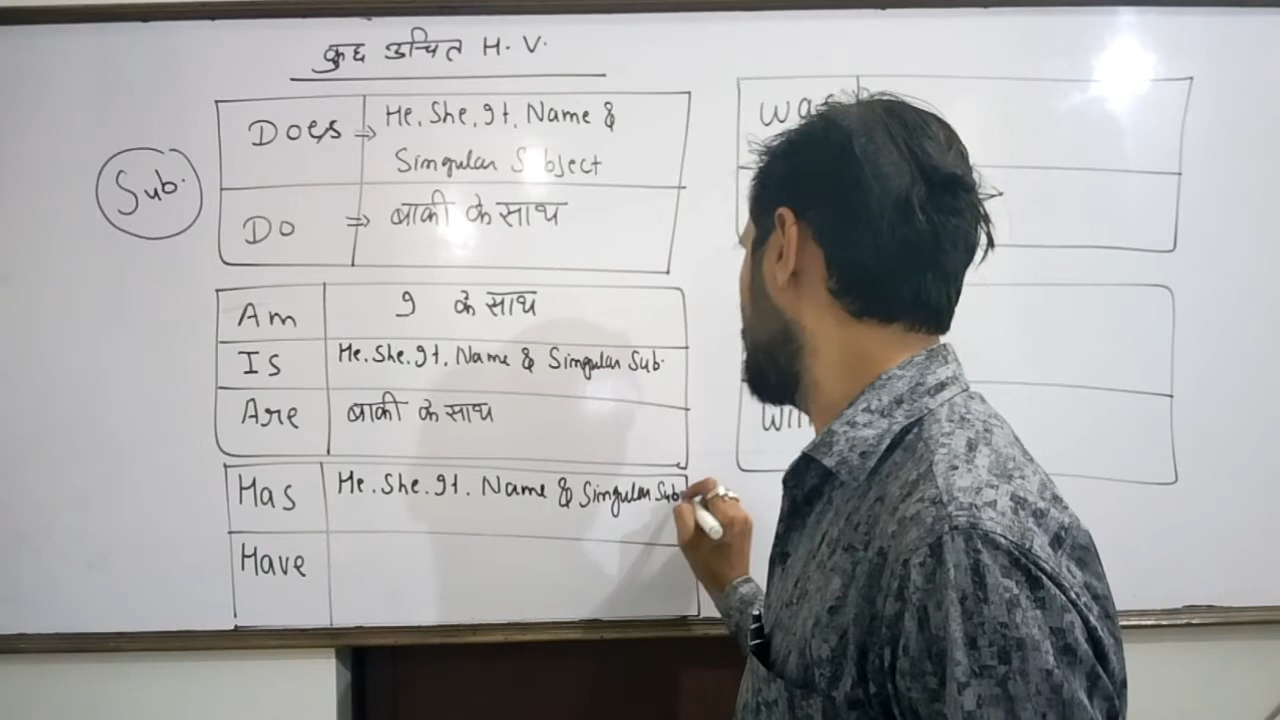 कुछ उचित H. V.
Sub.
Does ⇒ He, She, It, Name &
Singular Subject
Do ⇒ बाकी के साथ
Am I के साथ
Is He. She. It. Name & Singular Sub.
Are बाकी के साथ
Has He. She. It. Name & Singular Sub
Have